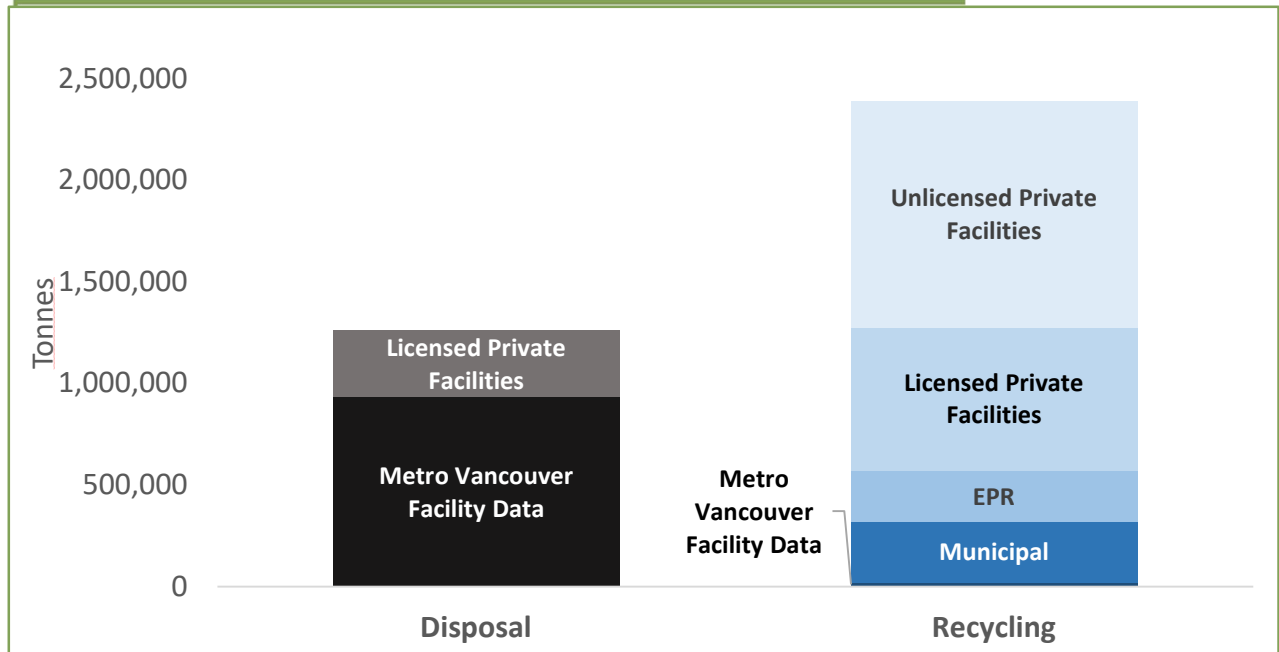 2,500,000
2,000,000
1,500,000
1,000,000
500,000
0
Tonnes
Licensed Private
Facilities
Metro Vancouver
Facility Data
Unlicensed Private
Facilities
Licensed Private
Facilities
EPR
Municipal
Metro
Vancouver
Facility Data
Disposal
Recycling